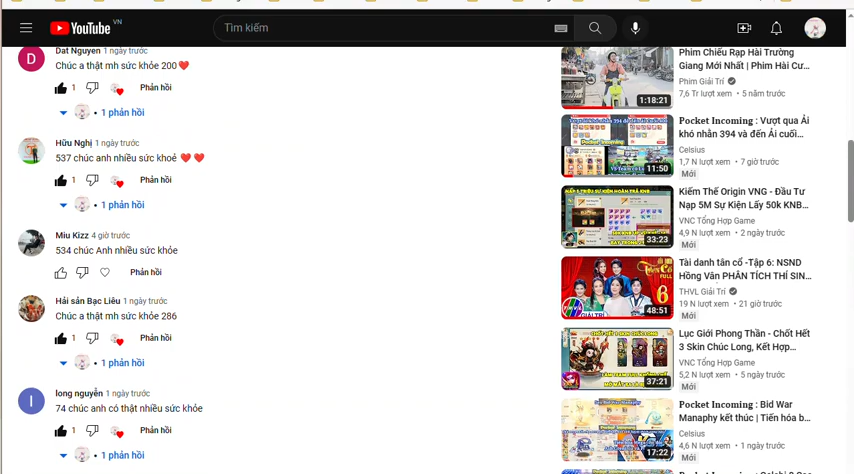 YouTube VN
Tìm kiếm
Dat Nguyen 1 ngày trước
Chúc a thật mh sức khỏe 200❤
1 Phản hồi
• 1 phản hồi
Hữu Nghị 1 ngày trước
537 chúc anh nhiều sức khoẻ ❤❤
1 Phản hồi
• 1 phản hồi
Miu Kizz 4 giờ trước
534 chúc Anh nhiều sức khỏe
Phản hồi
Hải sản Bạc Liêu 1 ngày trước
Chúc a thật mh sức khỏe 286
1 Phản hồi
• 1 phản hồi
long nguyễn 1 ngày trước
74 chúc anh có thật nhiều sức khỏe
1 Phản hồi
• 1 phản hồi
Phim Chiếu Rạp Hài Trường
Giang Mới Nhất | Phim Hài Cư...
Phim Giải Trí
7,6 Tr lượt xem • 5 năm trước
1:18:21
Pocket Incoming : Vượt qua Ải
khó nhằn 394 và đến Ải cuối...
Celsius
1,7 N lượt xem • 7 giờ trước
Mới
11:50
Kiếm Thế Origin VNG - Đầu Tư
Nạp 5M Sự Kiện Lấy 50k KNB...
VNC Tổng Hợp Game
4,9 N lượt xem • 2 ngày trước
Mới
33:23
Tài danh tân cổ -Tập 6: NSND
Hồng Vân PHÂN TÍCH THÍ SIN...
THVL Giải Trí
19 N lượt xem • 21 giờ trước
Mới
6
48:51
Lục Giới Phong Thần - Chốt Hết
3 Skin Chúc Long, Kết Hợp...
VNC Tổng Hợp Game
5,2 N lượt xem • 5 ngày trước
Mới
37:21
Pocket Incoming : Bid War
Manaphy kết thúc | Tiến hóa b...
Celsius
4,6 N lượt xem • 1 ngày trước
Mới
17:22